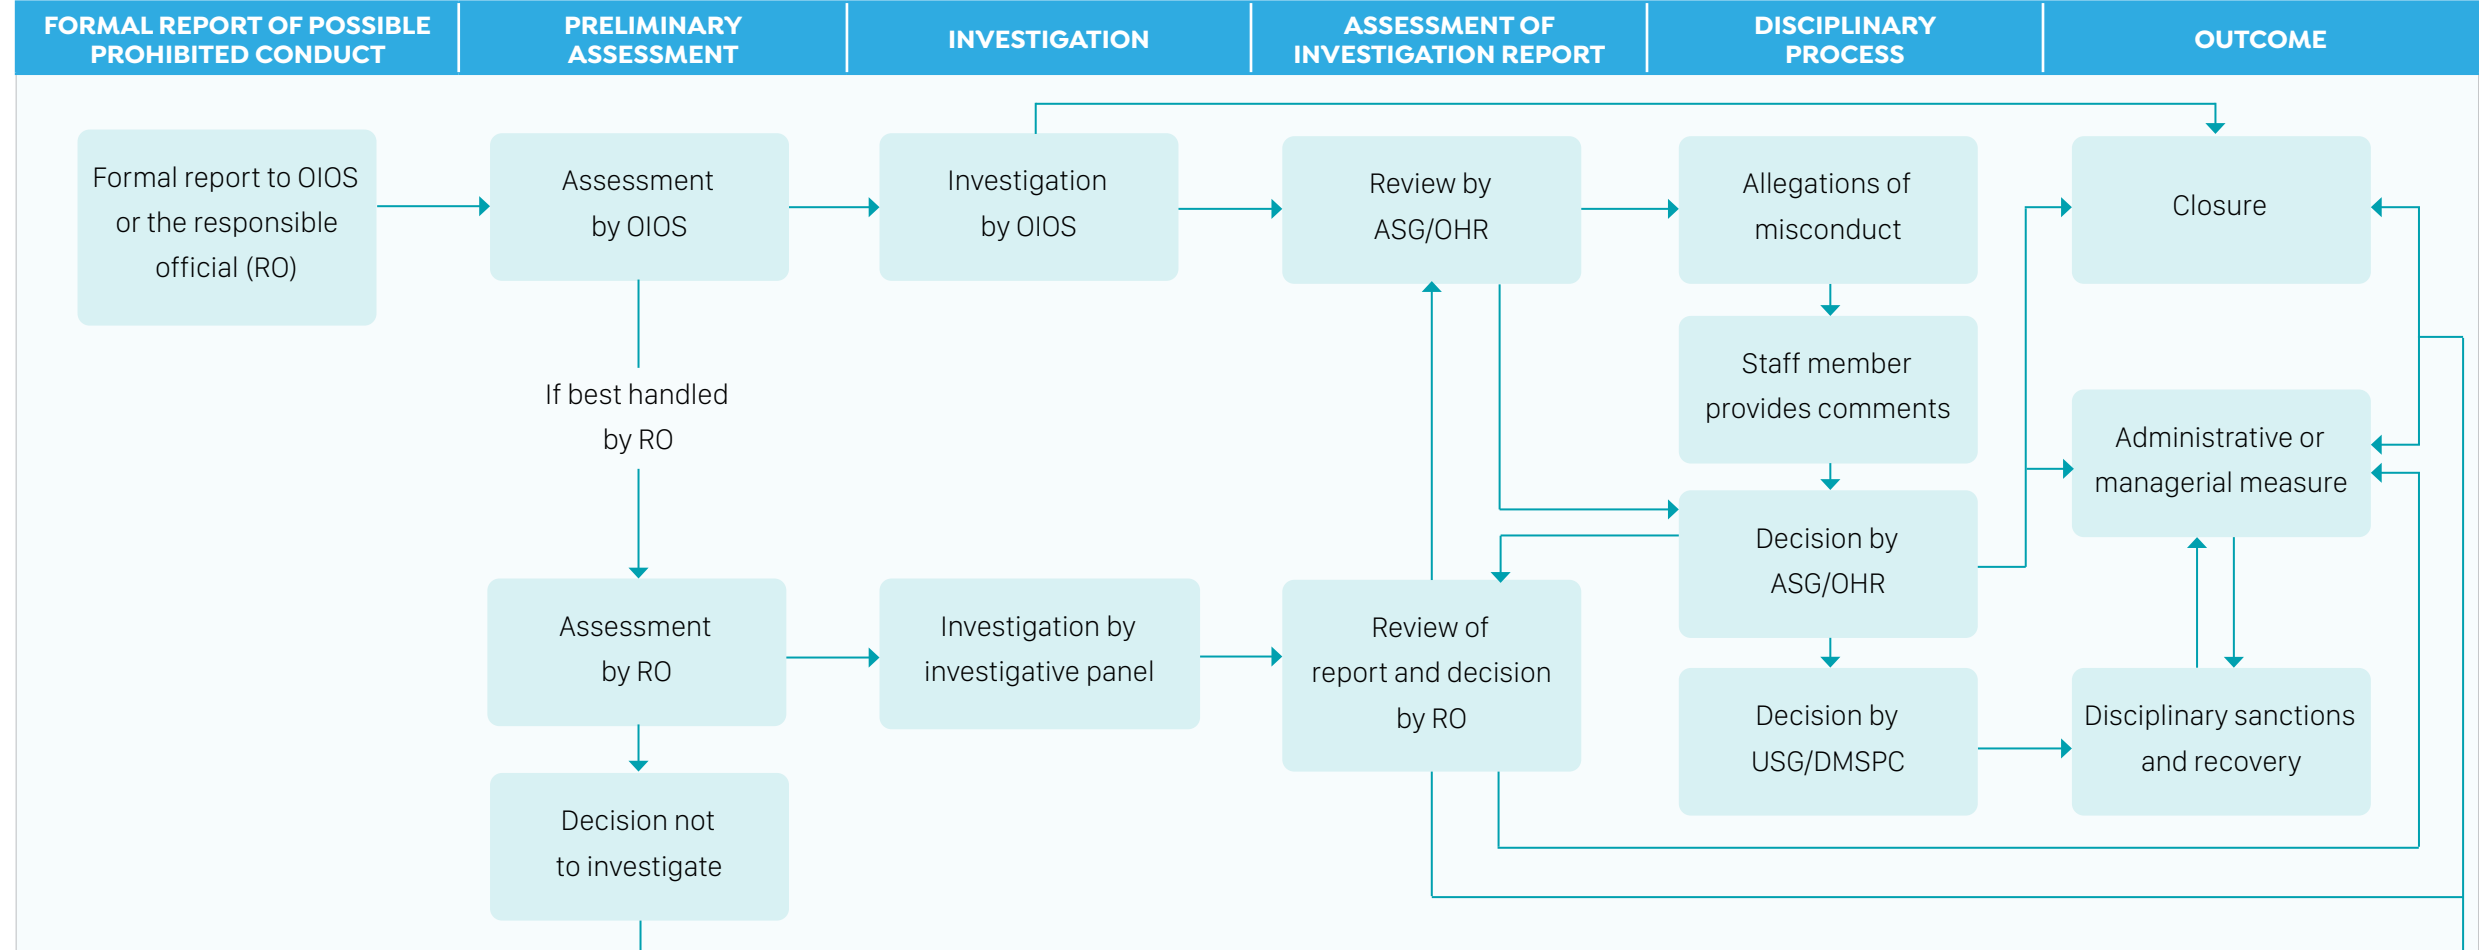 FORMAL REPORT OF POSSIBLE
PROHIBITED CONDUCT
PRELIMINARY
ASSESSMENT
INVESTIGATION
ASSESSMENT OF
INVESTIGATION REPORT
DISCIPLINARY
PROCESS
OUTCOME
Formal report to OIOS
or the responsible
official (RO)
Assessment
by OIOS
If best handled
by RO
Assessment
by RO
Decision not
to investigate
Investigation
by OIOS
Investigation by
investigative panel
Review by
ASG/OHR
Review of
report and decision
by RO
Allegations of
misconduct
Staff member
provides comments
Decision by
ASG/OHR
Decision by
USG/DMSPC
Closure
Administrative or
managerial measure
Disciplinary sanctions
and recovery